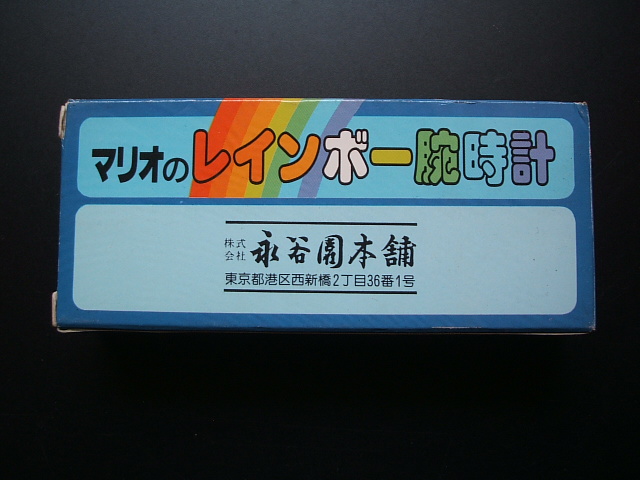 マリオのレインボー腕時計
株式会社 永谷園本舗
東京都港区西新橋2丁目36番1号